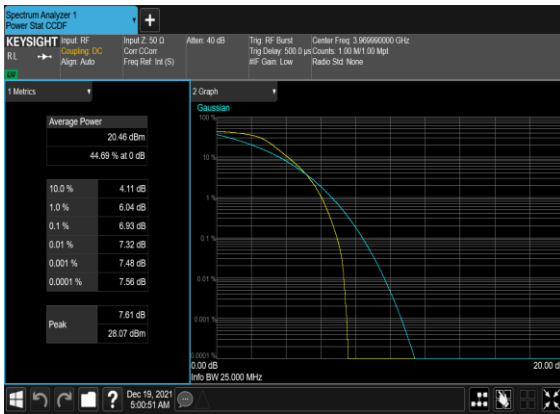 Spectrum Analyzer 1
Power Stat CCDF
+
KEYSIGHT Input: RF Input Z: 50 Ω Atten: 40 dB Trig: RF Burst Center Freq: 3.969990000 GHz
RL Coupling: DC Corr CCorr Trig Delay: 500.0 µs Counts: 1.00 M/1.00 Mpt
Align: Auto Freq Ref: Int (S) #IF Gain: Low Radio Std: None
1 Metrics
2 Graph
Average Power
20.46 dBm
44.69 % at 0 dB
10.0 % 4.11 dB
1.0 % 6.04 dB
0.1 % 6.93 dB
0.01 % 7.32 dB
0.001 % 7.48 dB
0.0001 % 7.56 dB
Peak
7.61 dB
28.07 dBm
Gaussian
100 %
10 %
1 %
0.1 %
0.01 %
0.001 %
0.0001 %
0.00 dB 20.00 d
Info BW 25.000 MHz
? Dec 19, 2021
5:00:51 AM